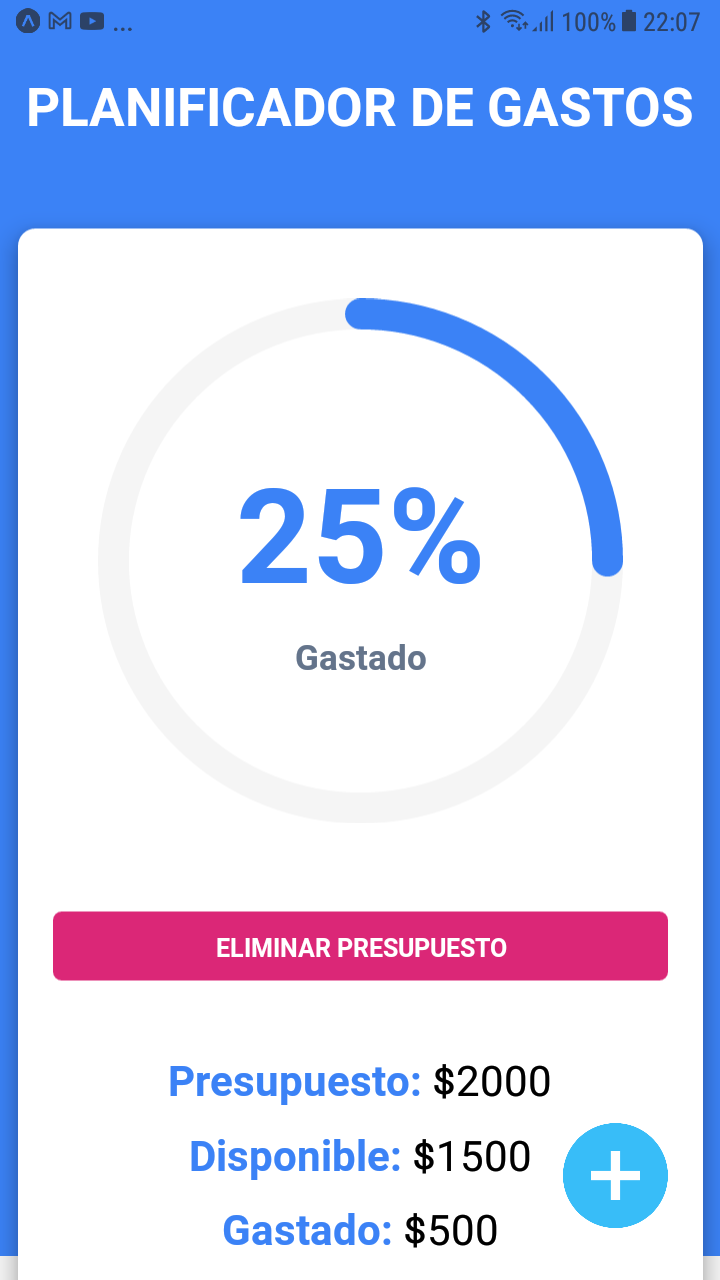 ... 100% 22:07
PLANIFICADOR DE GASTOS
25%
Gastado
ELIMINAR PRESUPUESTO
Presupuesto: $2000
Disponible: $1500
Gastado: $500
+